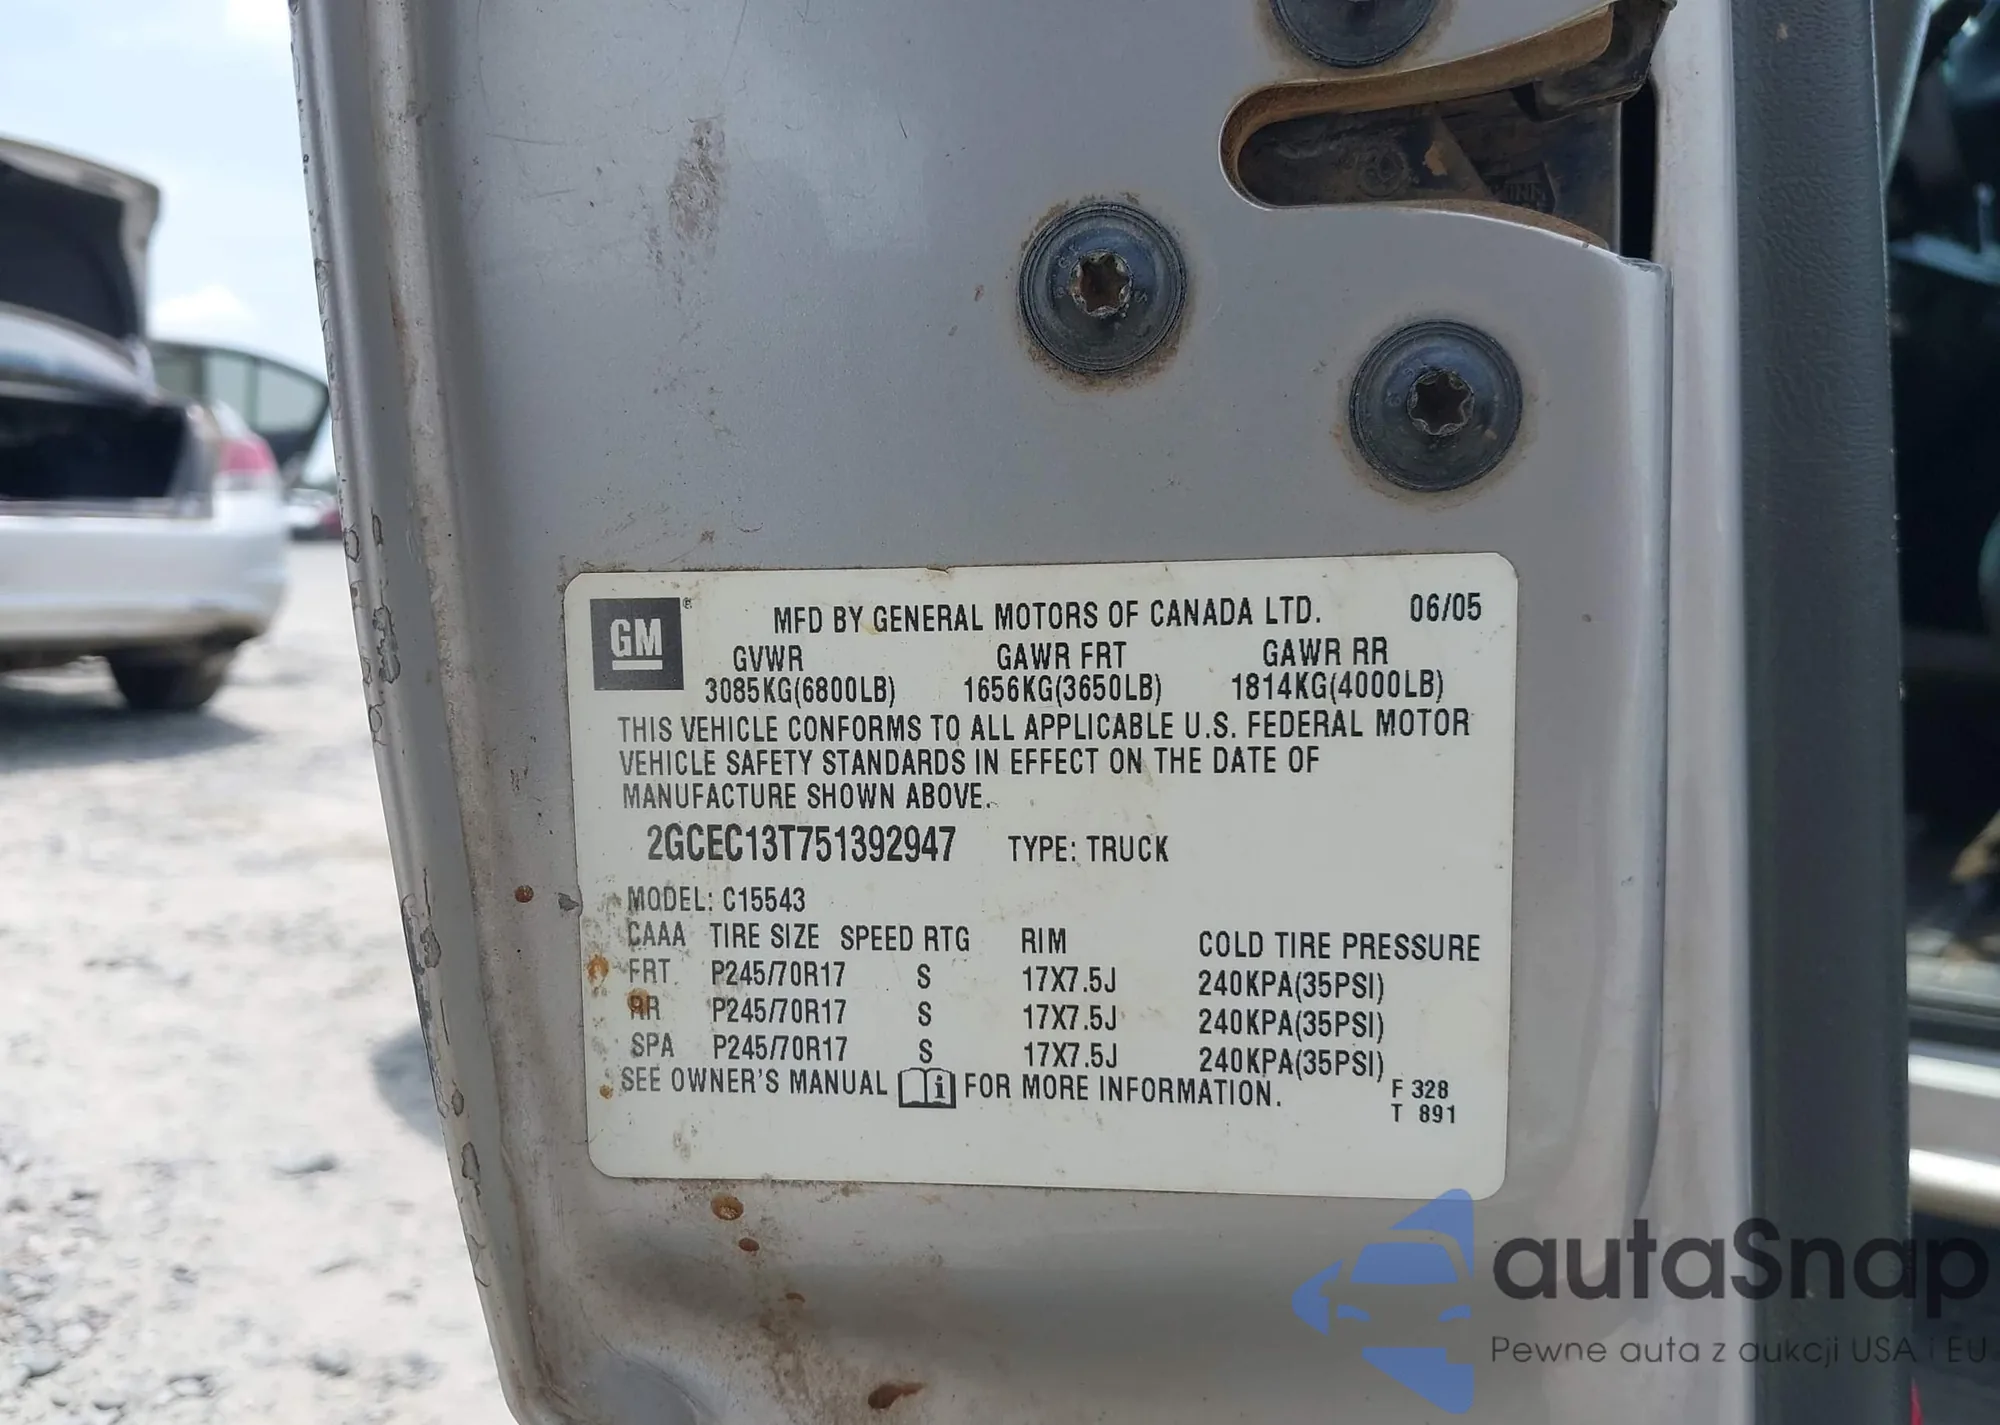 GM ®
MFD BY GENERAL MOTORS OF CANADA LTD. 06/05
GVWR GAWR FRT GAWR RR
3085KG(6800LB) 1656KG(3650LB) 1814KG(4000LB)
THIS VEHICLE CONFORMS TO ALL APPLICABLE U.S. FEDERAL MOTOR
VEHICLE SAFETY STANDARDS IN EFFECT ON THE DATE OF
MANUFACTURE SHOWN ABOVE.
2GCEC13T751392947 TYPE: TRUCK
MODEL: C15543
CAAA TIRE SIZE SPEED RTG RIM COLD TIRE PRESSURE
FRT. P245/70R17 S 17X7.5J 240KPA(35PSI)
RR P245/70R17 S 17X7.5J 240KPA(35PSI)
SPA P245/70R17 S 17X7.5J 240KPA(35PSI)
SEE OWNER'S MANUAL i FOR MORE INFORMATION.
F 328
T 891
autaSnap
Pewne auta z aukcji USA i EU